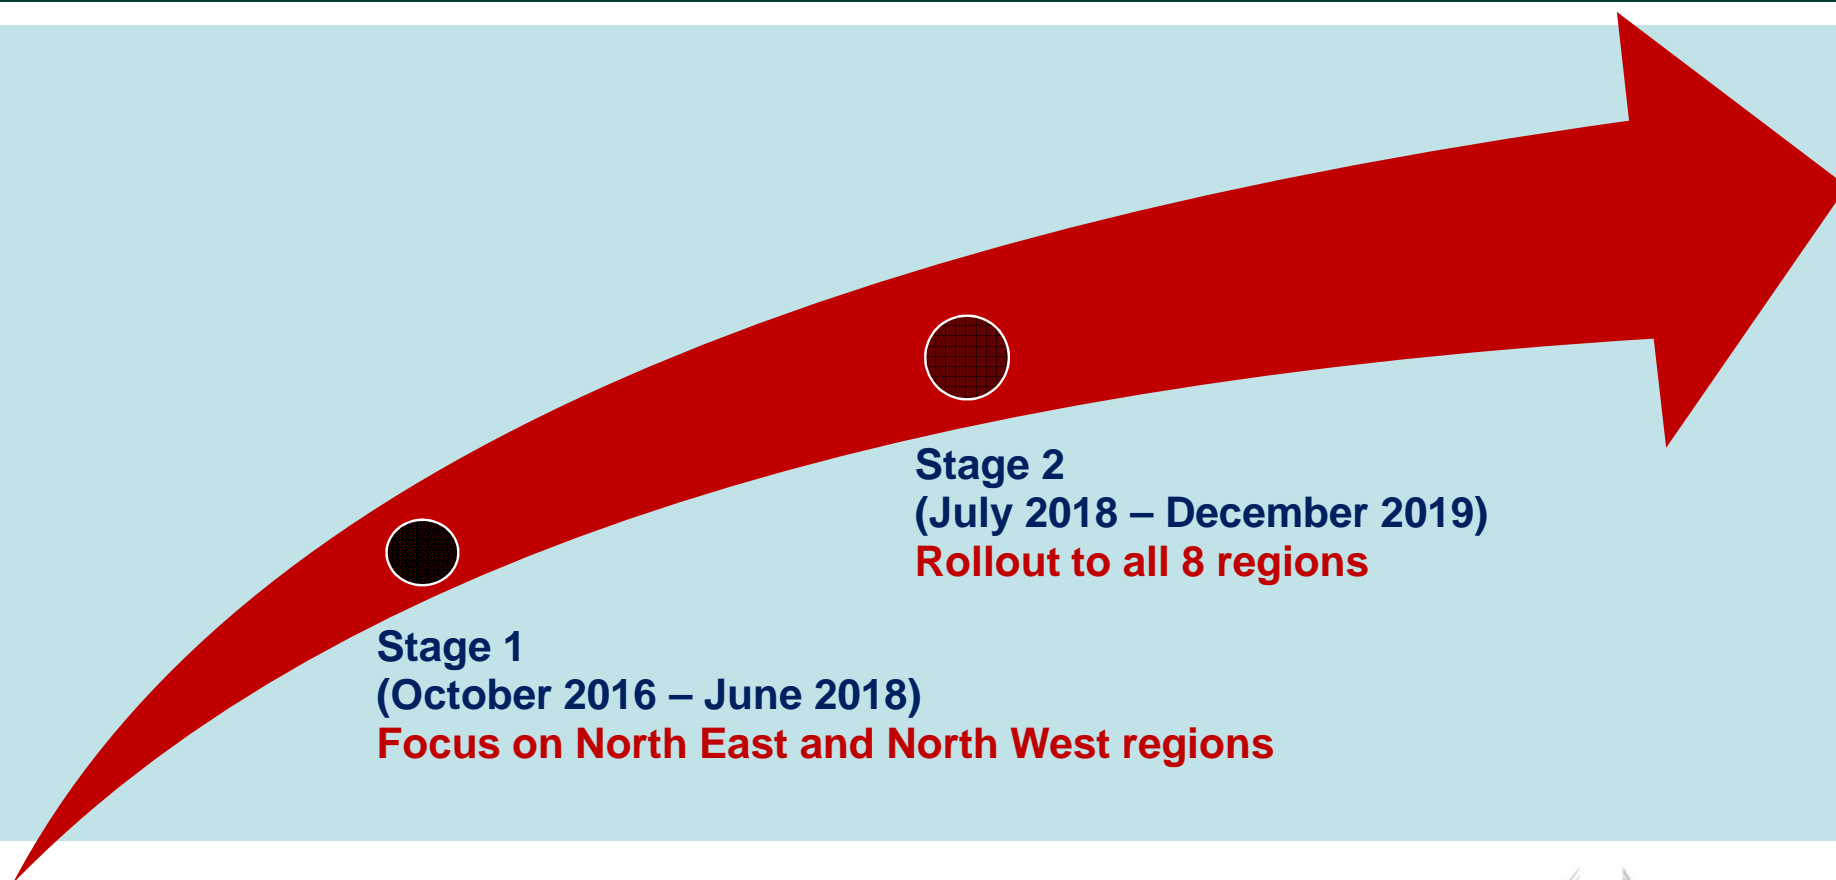 Stage 2
(July 2018 – December 2019)
Rollout to all 8 regions
Stage 1
(October 2016 – June 2018)
Focus on North East and North West regions